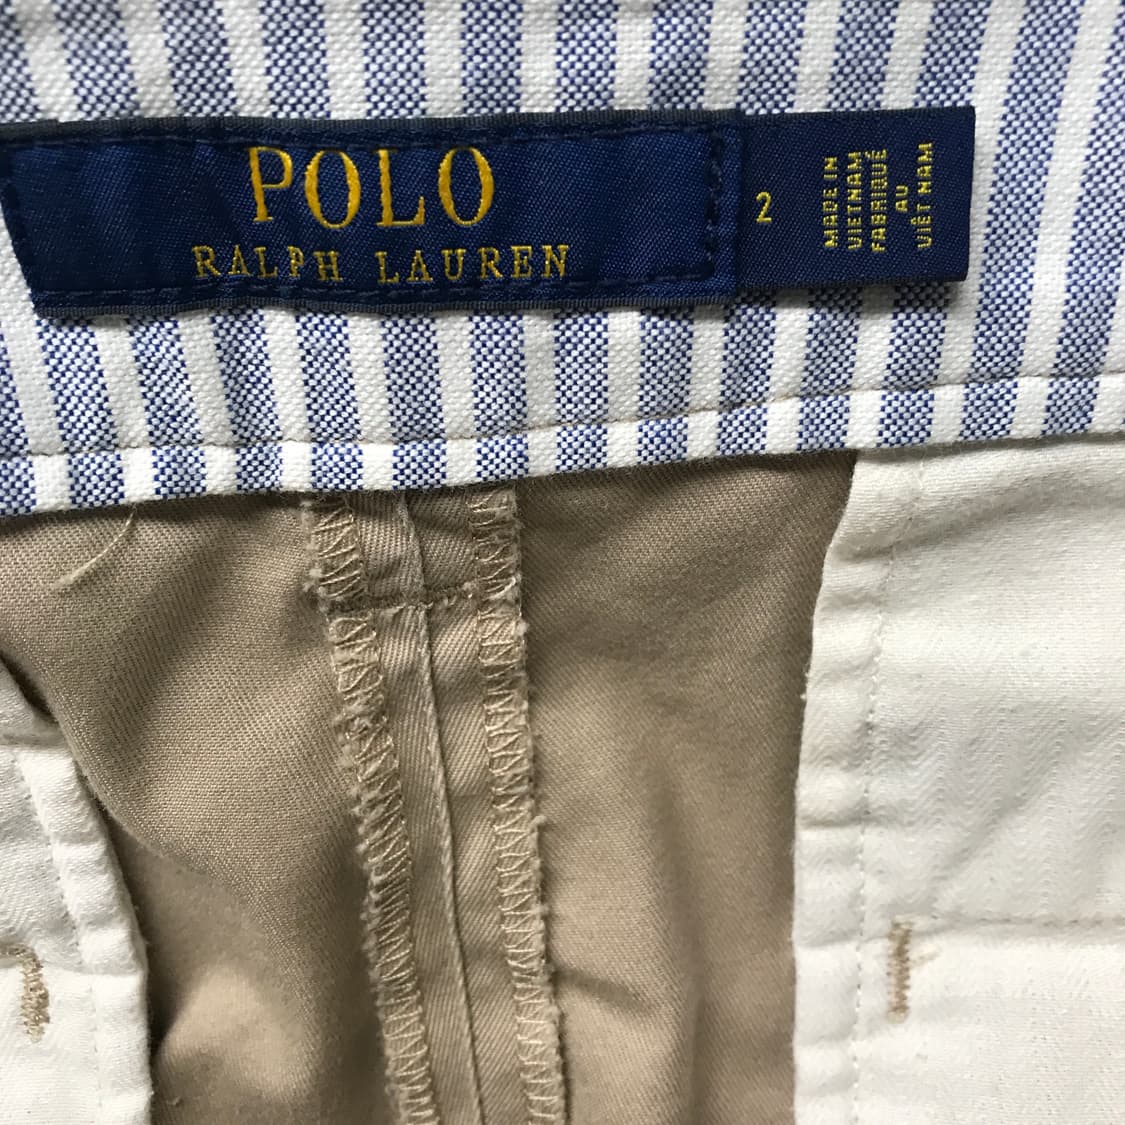 POLO
RALPH LAUREN
2
MADE IN
VIETNAM
FABRIQUÉ
AU
VIÊT NAM